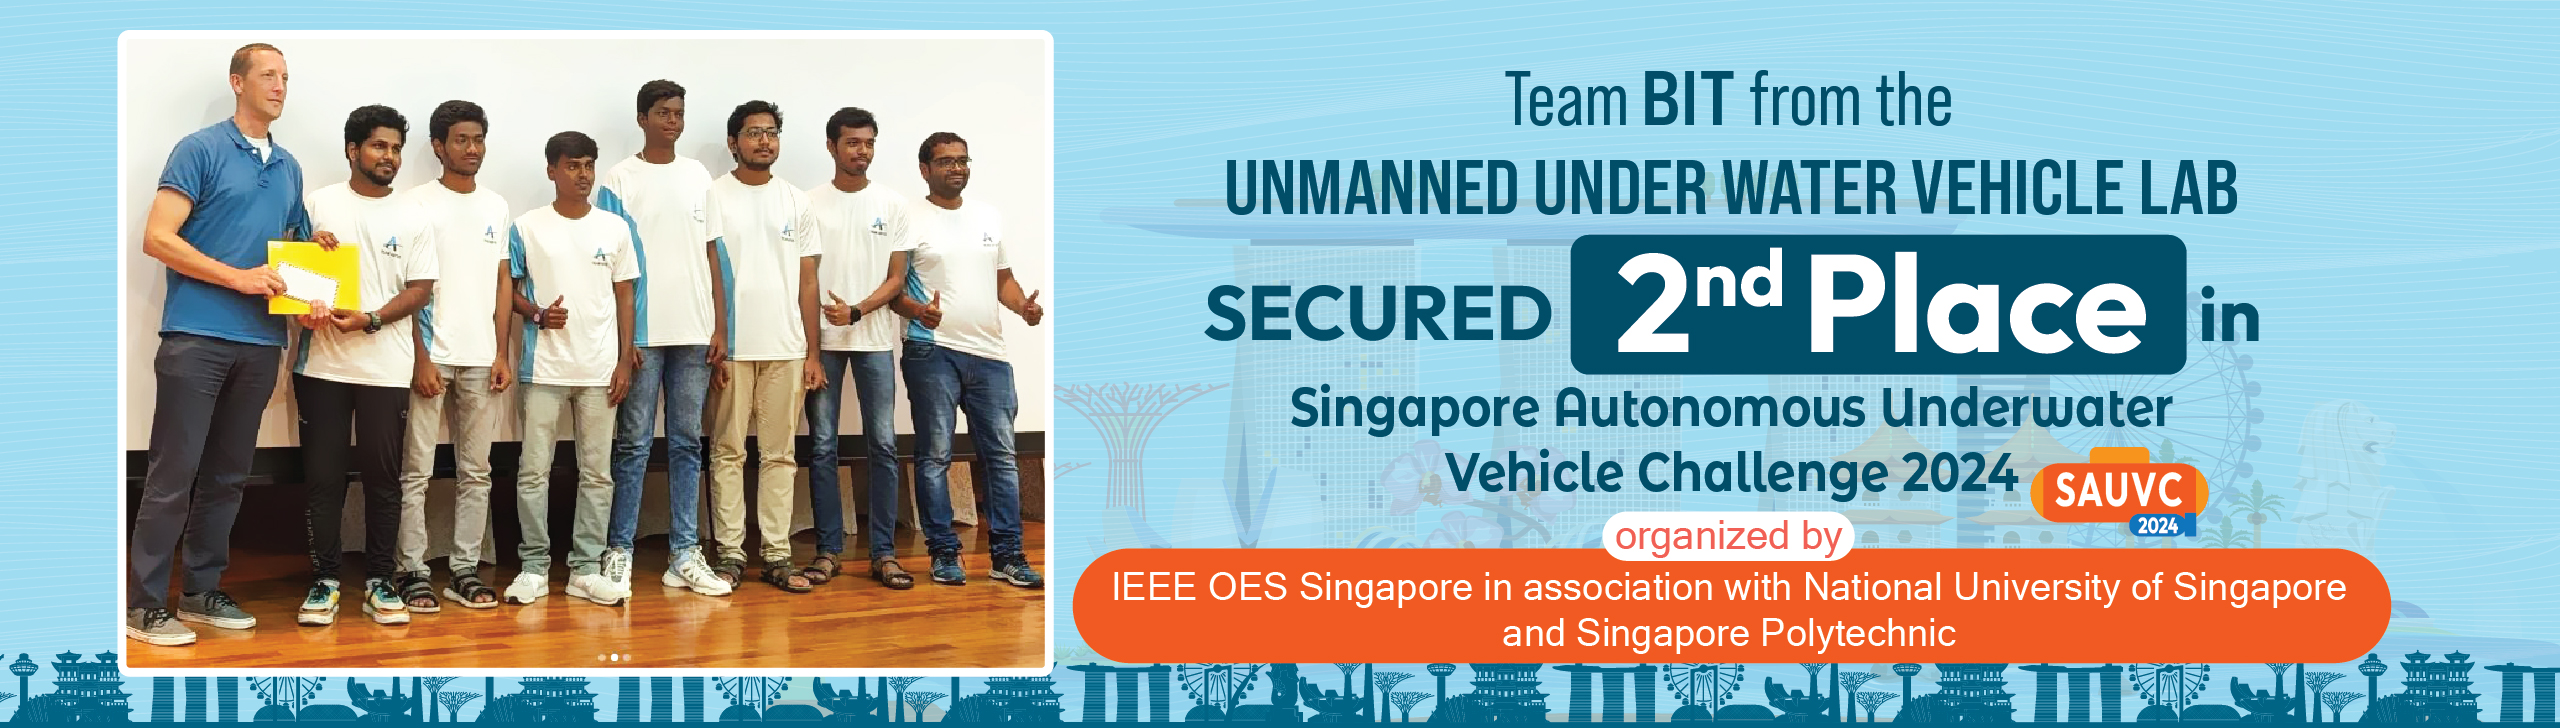 Team BIT from the
UNMANNED UNDER WATER VEHICLE LAB
SECURED 2nd Place in
Singapore Autonomous Underwater
Vehicle Challenge 2024
SAUVC
2024
organized by
IEEE OES Singapore in association with National University of Singapore
and Singapore Polytechnic